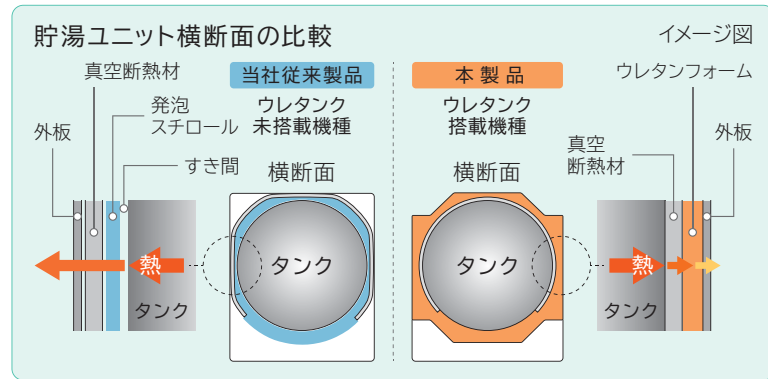 貯湯ユニット横断面の比較
イメージ図
当社従来製品
ウレタンク
未搭載機種
横断面
真空断熱材
発泡
スチロール
外板
すき間
熱
タンク
タンク
本製品
ウレタンク
搭載機種
横断面
ウレタンフォーム
真空
断熱材
外板
タンク
熱
タンク